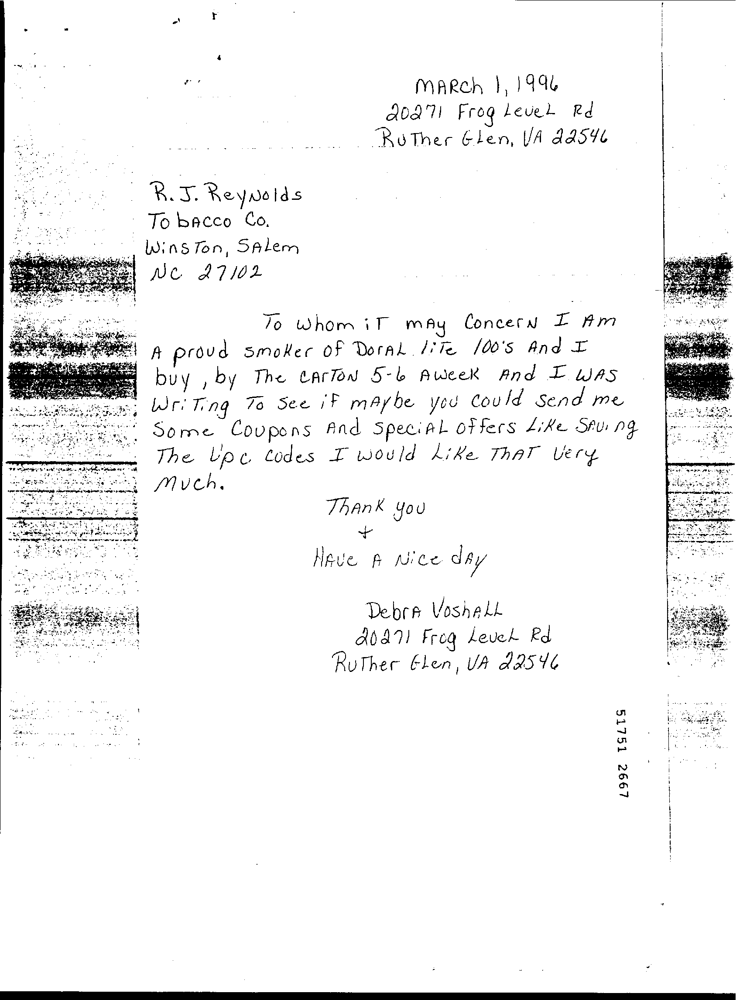 MARch 1, 1996
20271 Frog LeveL Rd
RuTher GLen, VA 22546
R. J. ReyNolds
TobAcco Co.
WinsTon, SALem
NC 27102
To whom iT mAy ConcerN I Am
A proud smoKer of DorAL liTe 100's And I
buy, by The CARTON 5-6 AweeK And I WAS
WriTing To See iF mAybe you could send me
Some Coupons And SpeciAL offers LiKe SAving
The Upc codes I would LiKe ThAT Very
Much.
ThAnK you
+
HAve A Nice dAy
DebrA VoshALL
20271 Frog LeveL Rd
RuTher GLen, VA 22546
51751 2667